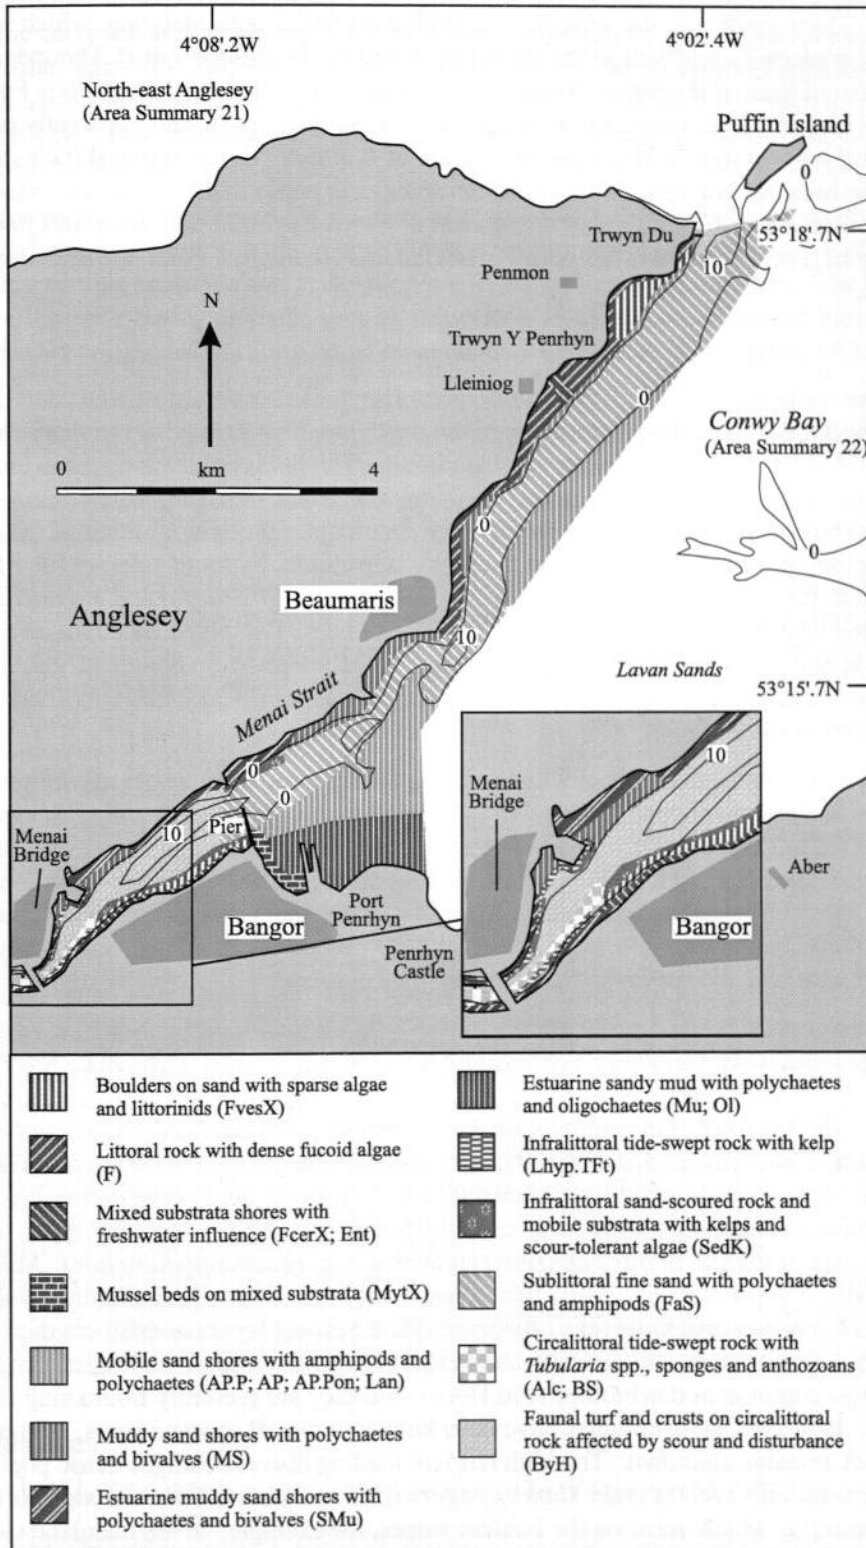 4°08'.2W
4°02'.4W
North-east Anglesey
(Area Summary 21)
Puffin Island
0
Trwyn Du
53°18'.7N
10
Penmon
N
Trwyn Y Penrhyn
Lleiniog
0
Conwy Bay
(Area Summary 22)
0
4
km
0
0
Beaumaris
Anglesey
10
Lavan Sands
53°15'.7N
Menai Strait
0
0
10
Pier
Menai
Bridge
10
Menai
Bridge
Aber
Port
Penrhyn
Bangor
Bangor
Penrhyn
Castle
Boulders on sand with sparse algae
and littorinids (FvesX)
Littoral rock with dense fucoid algae
(F)
Mixed substrata shores with
freshwater influence (FcerX; Ent)
Mussel beds on mixed substrata (MytX)
Mobile sand shores with amphipods and
polychaetes (AP.P; AP; AP.Pon; Lan)
Muddy sand shores with polychaetes
and bivalves (MS)
Estuarine muddy sand shores with
polychaetes and bivalves (SMu)
Estuarine sandy mud with polychaetes
and oligochaetes (Mu; Ol)
Infralittoral tide-swept rock with kelp
(Lhyp.TFt)
Infralittoral sand-scoured rock and
mobile substrata with kelps and
scour-tolerant algae (SedK)
Sublittoral fine sand with polychaetes
and amphipods (FaS)
Circalittoral tide-swept rock with
Tubularia spp., sponges and anthozoans
(Alc; BS)
Faunal turf and crusts on circalittoral
rock affected by scour and disturbance
(ByH)